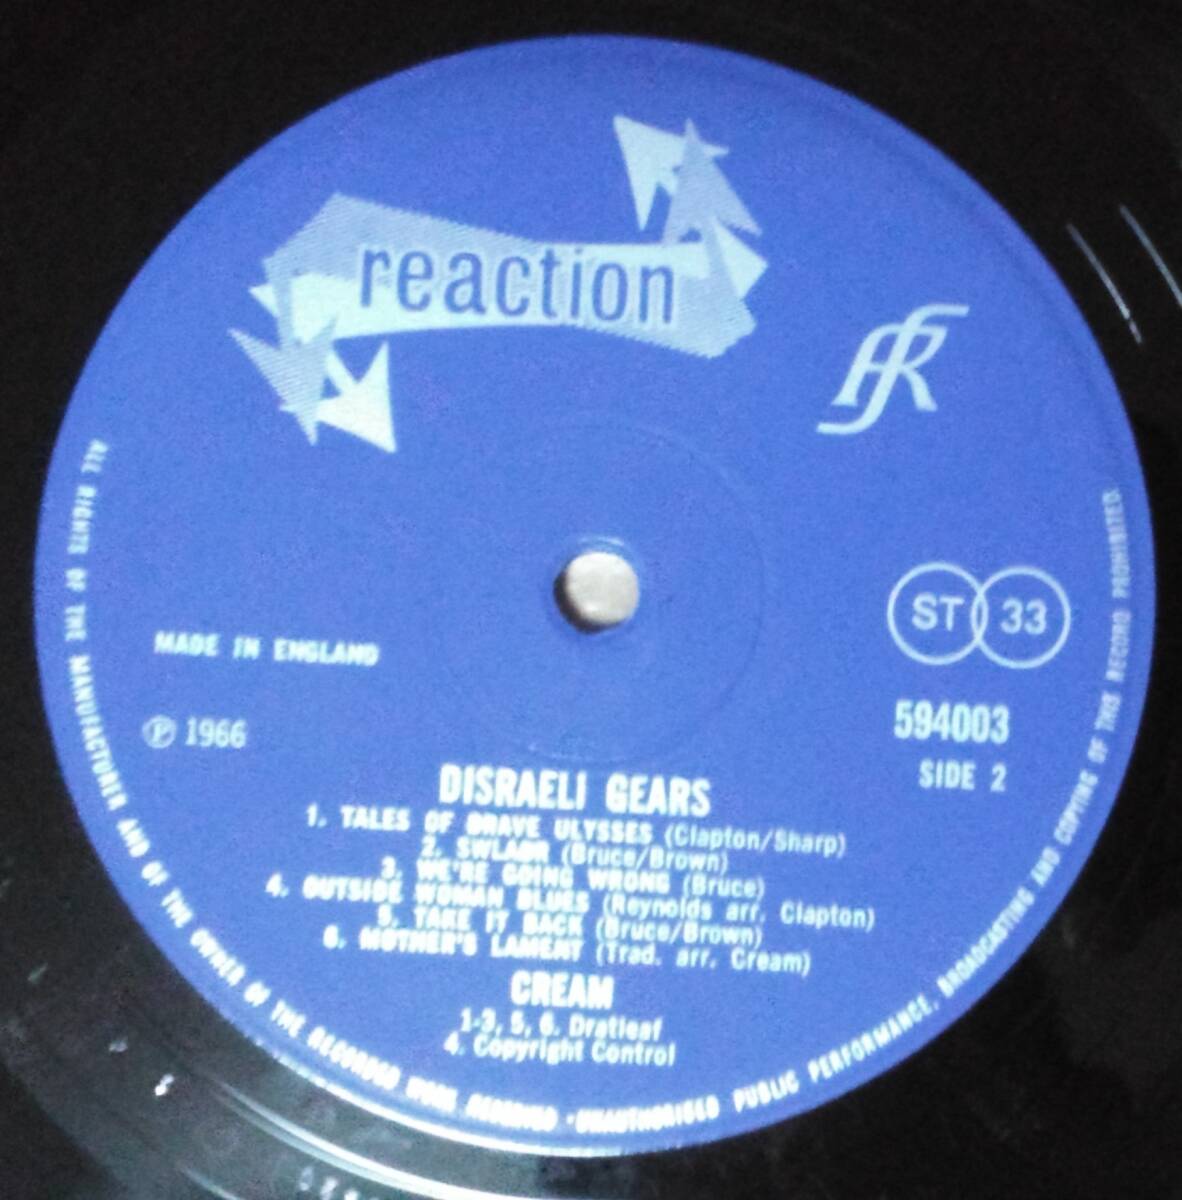 reaction
R
ST 33
MADE IN ENGLAND
594003
℗ 1966
SIDE 2
DISRAELI GEARS
1. TALES OF BRAVE ULYSSES (Clapton/Sharp)
2. SWLABR (Bruce/Brown)
3. WE'RE GOING WRONG (Bruce)
4. OUTSIDE WOMAN BLUES (Reynolds arr. Clapton)
5. TAKE IT BACK (Bruce/Brown)
6. MOTHER'S LAMENT (Trad. arr. Cream)
CREAM
1-3, 5, 6. Dratleaf
4. Copyright Control
ALL RIGHTS OF THE MANUFACTURER AND OF THE OWNER OF THE RECORDED WORK RESERVED · UNAUTHORISED PUBLIC PERFORMANCE, BROADCASTING AND COPYING OF THIS RECORD PROHIBITED.